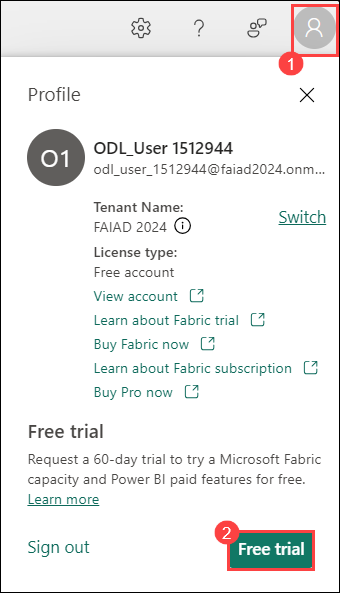 ?
1
Profile
O1
ODL_User 1512944
odl_user_1512944@faiad2024.onm...
Tenant Name:
FAIAD 2024
Switch
License type:
Free account
View account
Learn about Fabric trial
Buy Fabric now
Learn about Fabric subscription
Buy Pro now
Free trial
Request a 60-day trial to try a Microsoft Fabric
capacity and Power BI paid features for free.
Learn more
2
Sign out
Free trial